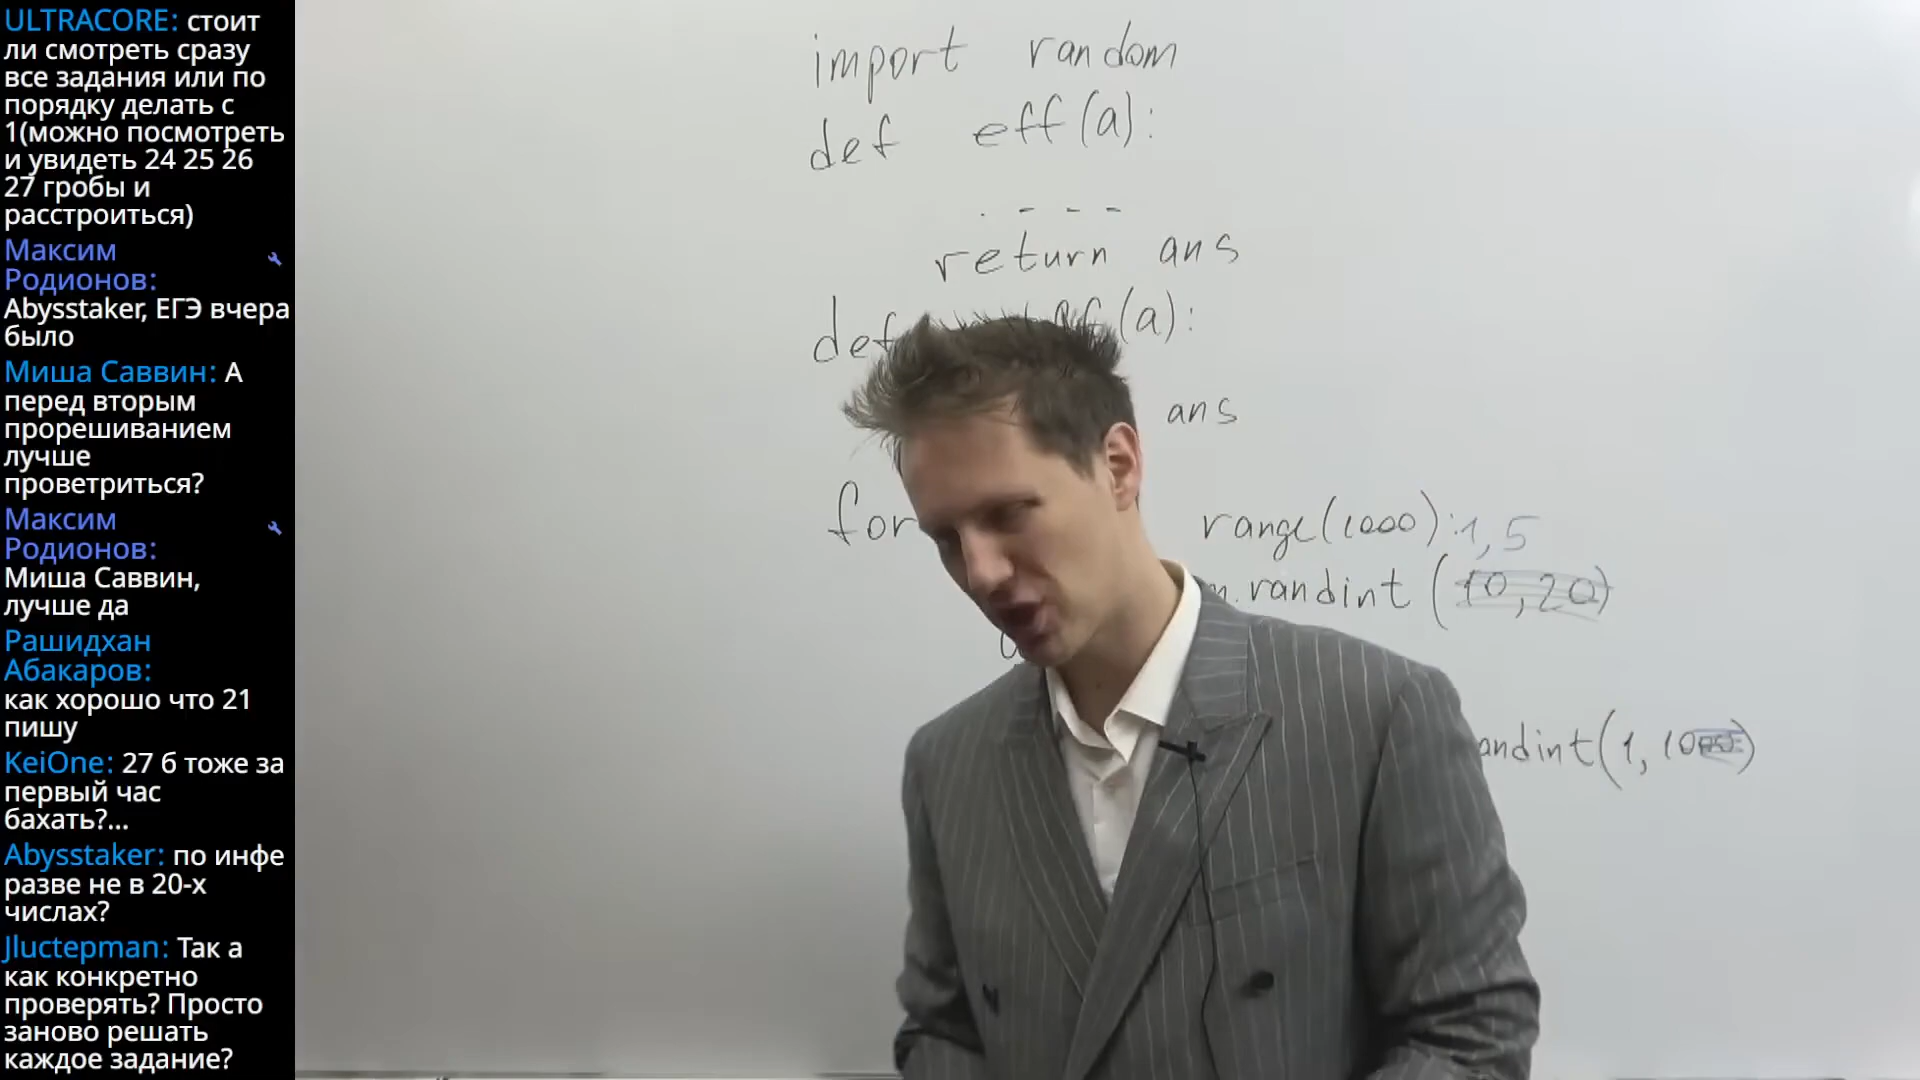 ULTRACORE: стоит
ли смотреть сразу
все задания или по
порядку делать с
1(можно посмотреть
и увидеть 24 25 26
27 гробы и
расстроиться)
Максим
Родионов:
Abysstaker, ЕГЭ вчера
было
Миша Саввин: А
перед вторым
прорешиванием
лучше
проветриться?
Максим
Родионов:
Миша Саввин,
лучше да
Рашидхан
Абакаров:
как хорошо что 21
пишу
KeiOne: 27 б тоже за
первый час
бахать?...
Abysstaker: по инфе
разве не в 20-х
числах?
Jluctepman: Так а
как конкретно
проверять? Просто
заново решать
каждое задание?
import random
def eff(a):
. - - -
return ans
def (a):
ans
for range(1000): 1, 5
m.randint (10, 20)
andint(1, 10